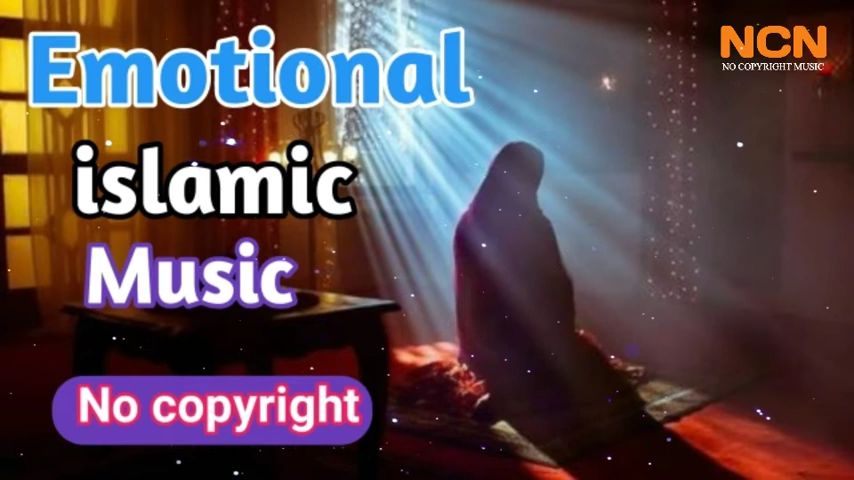 Emotional
islamic
Music
No copyright
NCN
NO COPYRIGHT MUSIC